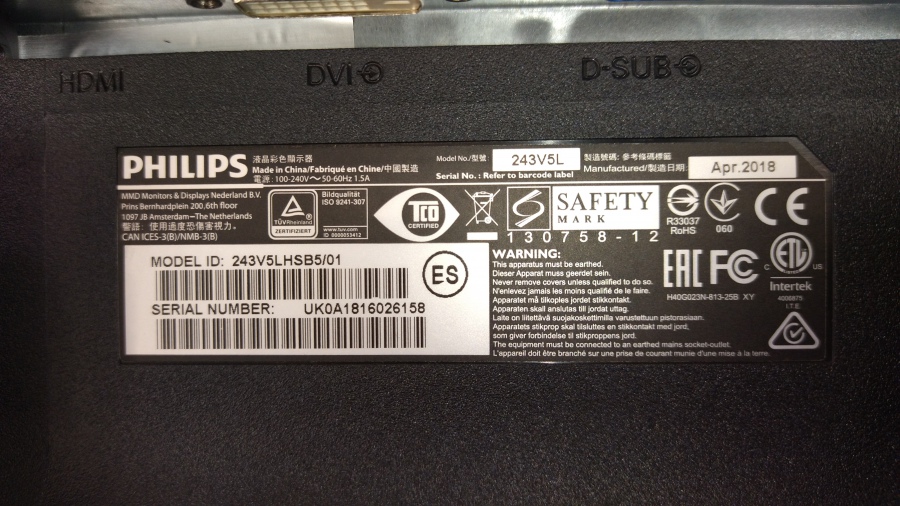 HDMI
DVI
D-SUB
PHILIPS
液晶彩色顯示器
Made in China/Fabriqué en Chine/中國製造
電源: 100-240V～50-60Hz 1.5A
Model No./型號
243V5L
Serial No.: Refer to barcode label
製造號碼: 參考條碼標籤
Manufactured/製造日期:
Apr.2018
MMD Monitors & Displays Nederland B.V.
Prins Bernhardplein 200,6th floor
1097 JB Amsterdam–The Netherlands
警語: 使用過度恐傷害視力。
CAN ICES-3(B)/NMB-3(B)
TÜVRheinland
ZERTIFIZIERT
Bildqualität
ISO 9241-307
www.tuv.com
ID 0000053412
TCO
CERTIFIED
SAFETY
MARK
130758-12
R33037
RoHS
060
CE
MODEL ID: 243V5LHSB5/01
ES
SERIAL NUMBER: UK0A1816026158
WARNING:
This apparatus must be earthed.
Dieser Apparat muss geerdet sein.
Never remove covers unless qualified to do so.
N'enlevez jamais les moins qualifié de le faire.
Apparatet må tilkoples jordet stikkontakt.
Apparaten skall anslutas till jordat uttag.
Laite on liitettävä suojakoskettimilla varustettuun pistorasiaan.
Apparatets stikprop skal tilsluttes en stikkontakt med jord,
som giver forbindelse til stikproppens jord.
The equipment must be connected to an earthed mains socket-outlet.
L'appareil doit être branché sur une prise de courant munie d'une mise à la terre.
EAC
FC
H40G023N-813-25B XY
C
ETL
US
Intertek
4006875
I.T.E.